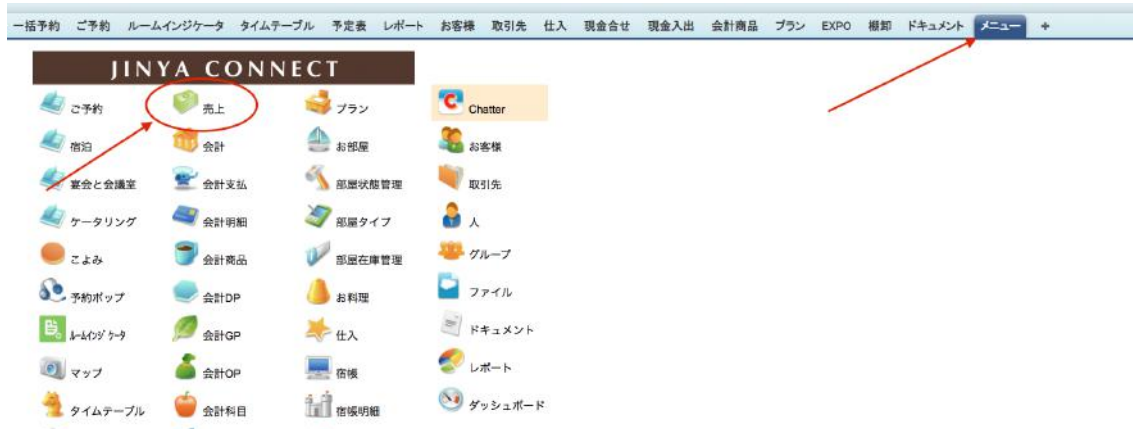 一括予約 ご予約 ルームインジケータ タイムテーブル 予定表 レポート お客様 取引先 仕入 現金合せ 現金入出 会計商品 プラン EXPO 棚卸 ドキュメント メニュー +
JINYA CONNECT
ご予約 売上 プラン Chatter
宿泊 会計 お部屋 お客様
宴会と会議室 会計支払 部屋状態管理 取引先
ケータリング 会計明細 部屋タイプ 人
こよみ 会計商品 部屋在庫管理 グループ
予約ポップ 会計DP お料理 ファイル
ﾙｰﾑｲﾝｼﾞｹｰﾀ 会計GP 仕入 ドキュメント
マップ 会計OP 宿帳 レポート
タイムテーブル 会計科目 宿帳明細 ダッシュボード